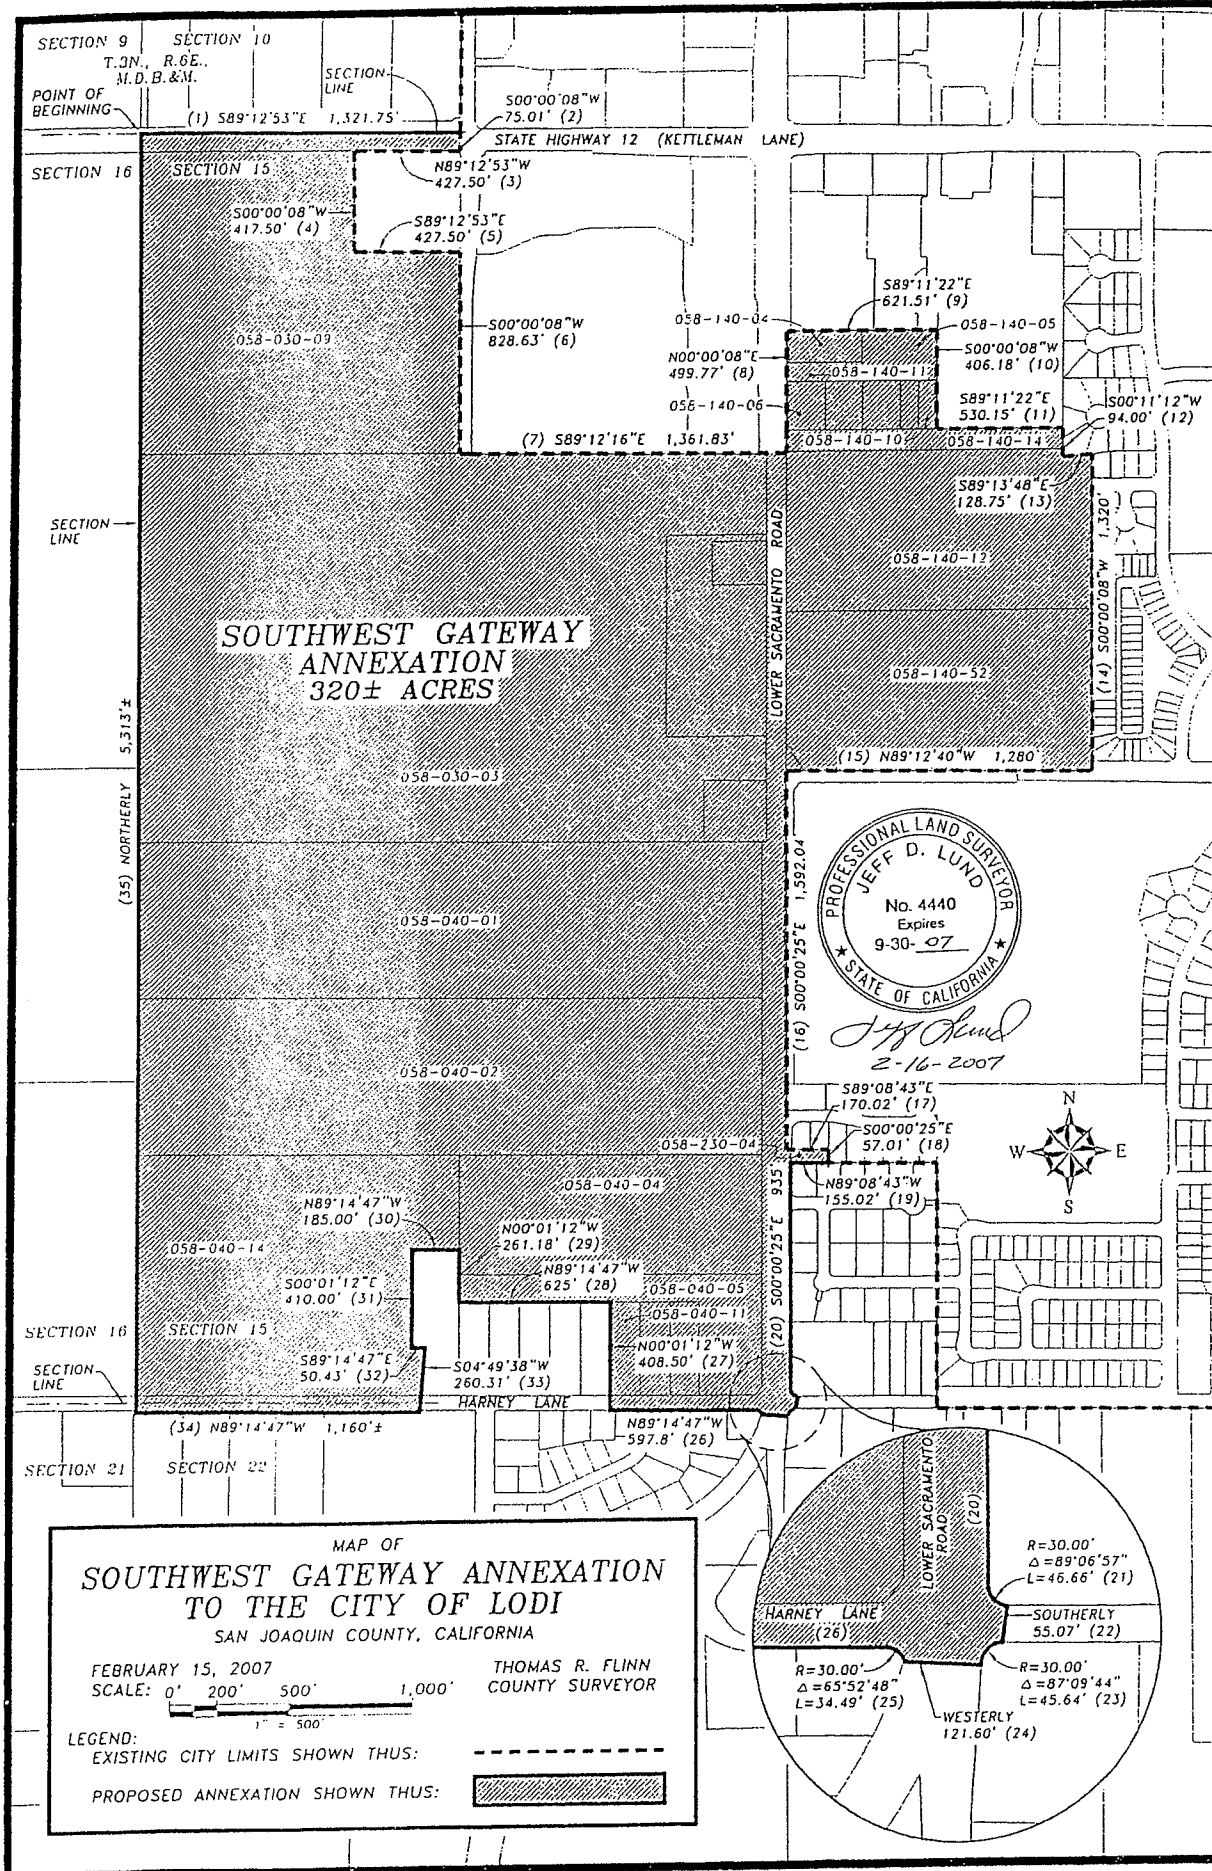 SECTION 9
SECTION 10
T.3N., R.6E.,
M.D.B.&M.
SECTION
LINE
POINT OF
BEGINNING
(1) S89°12'53"E 1,321.75'
S00°00'08"W
75.01' (2)
STATE HIGHWAY 12 (KETTLEMAN LANE)
SECTION 16
SECTION 15
N89°12'53"W
427.50' (3)
S00°00'08"W
417.50' (4)
S89°12'53"E
427.50' (5)
S89°11'22"E
621.51' (9)
058-140-04
058-140-05
S00°00'08"W
828.63' (6)
058-030-09
N00°00'08"E
499.77' (8)
058-140-11
S00°00'08"W
406.18' (10)
058-140-06
S89°11'22"E
530.15' (11)
S00°11'12"W
94.00' (12)
(7) S89°12'16"E 1,361.83'
058-140-10
058-140-14
S89°13'48"E
128.75' (13)
SECTION
LINE
LOWER SACRAMENTO ROAD
058-140-12
(14) S00°00'08"W 1,320'
SOUTHWEST GATEWAY
ANNEXATION
320± ACRES
058-140-52
(35) NORTHERLY 5,313'±
(15) N89°12'40"W 1,280
058-030-03
PROFESSIONAL LAND SURVEYOR
JEFF D. LUND
No. 4440
Expires
9-30-07
STATE OF CALIFORNIA
(16) S00°00'25"E 1,592.04
058-040-01
Jeff Lund
2-16-2007
058-040-02
S89°08'43"E
170.02' (17)
058-230-04
S00°00'25"E
57.01' (18)
N
W E
S
N89°08'43"W
155.02' (19)
058-040-04
N89°14'47"W
185.00' (30)
N00°01'12"W
261.18' (29)
058-040-14
N89°14'47"W
625' (28)
(20) S00°00'25"E 935'
S00°01'12"E
410.00' (31)
058-040-05
058-040-11
SECTION 16
SECTION 15
N00°01'12"W
408.50' (27)
S89°14'47"E
50.43' (32)
S04°49'38"W
260.31' (33)
SECTION
LINE
HARNEY LANE
(34) N89°14'47"W 1,160'±
N89°14'47"W
597.8' (26)
SECTION 21
SECTION 22
LOWER SACRAMENTO
ROAD
(20)
R=30.00'
Δ=89°06'57"
L=46.66' (21)
HARNEY LANE
(26)
SOUTHERLY
55.07' (22)
R=30.00'
Δ=65°52'48"
L=34.49' (25)
R=30.00'
Δ=87°09'44"
L=45.64' (23)
WESTERLY
121.60' (24)
MAP OF
SOUTHWEST GATEWAY ANNEXATION
TO THE CITY OF LODI
SAN JOAQUIN COUNTY, CALIFORNIA
FEBRUARY 15, 2007
THOMAS R. FLINN
COUNTY SURVEYOR
SCALE: 0' 200' 500' 1,000'
1" = 500'
LEGEND:
EXISTING CITY LIMITS SHOWN THUS:
PROPOSED ANNEXATION SHOWN THUS: